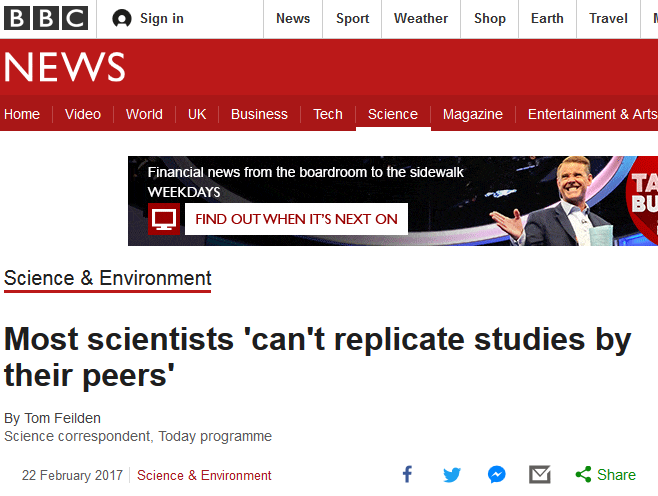 BBC Sign in News Sport Weather Shop Earth Travel
NEWS
Home Video World UK Business Tech Science Magazine Entertainment & Arts
Financial news from the boardroom to the sidewalk
WEEKDAYS
FIND OUT WHEN IT'S NEXT ON
TA
BU
Science & Environment
Most scientists 'can't replicate studies by
their peers'
By Tom Feilden
Science correspondent, Today programme
22 February 2017 Science & Environment Share